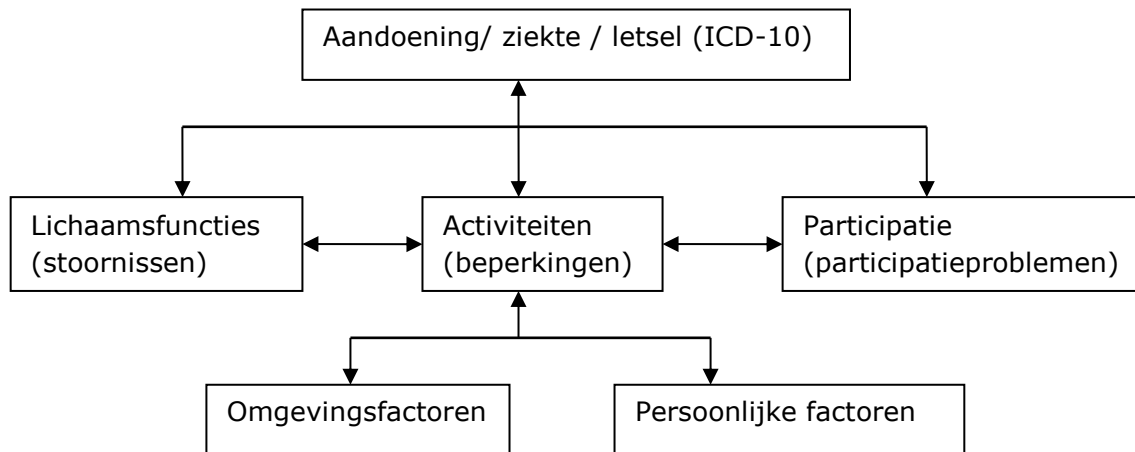 Aandoening/ ziekte / letsel (ICD-10)
Lichaamsfuncties
(stoornissen)
Activiteiten
(beperkingen)
Participatie
(participatieproblemen)
Omgevingsfactoren
Persoonlijke factoren